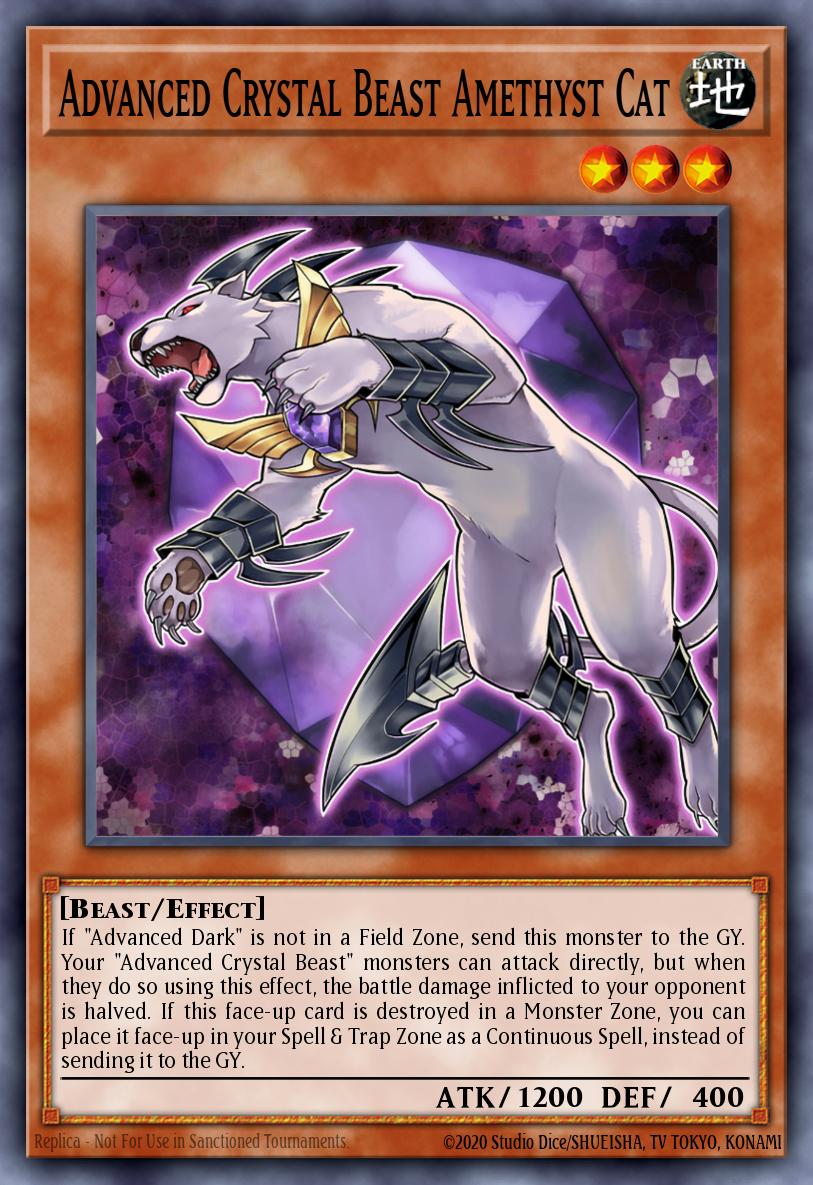 Advanced Crystal Beast Amethyst Cat
EARTH
地
[Beast/Effect]
If "Advanced Dark" is not in a Field Zone, send this monster to the GY.
Your "Advanced Crystal Beast" monsters can attack directly, but when
they do so using this effect, the battle damage inflicted to your opponent
is halved. If this face-up card is destroyed in a Monster Zone, you can
place it face-up in your Spell & Trap Zone as a Continuous Spell, instead of
sending it to the GY.
ATK/ 1200 DEF/ 400
Replica - Not For Use in Sanctioned Tournaments.
©2020 Studio Dice/SHUEISHA, TV TOKYO, KONAMI